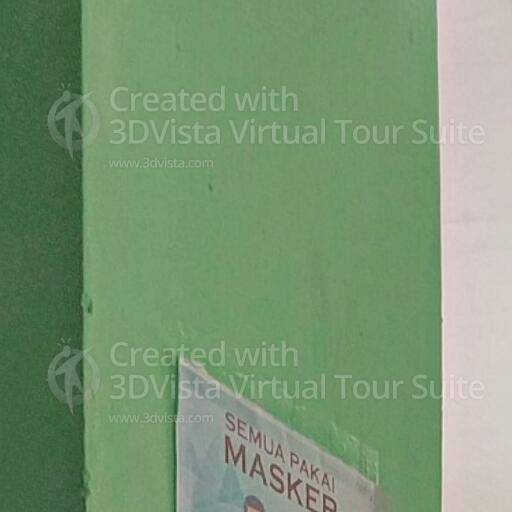 Created with
3DVista Virtual Tour Suite
www.3dvista.com
Created with
3DVista Virtual Tour Suite
www.3dvista.com
SEMUA PAKAI
MASKER